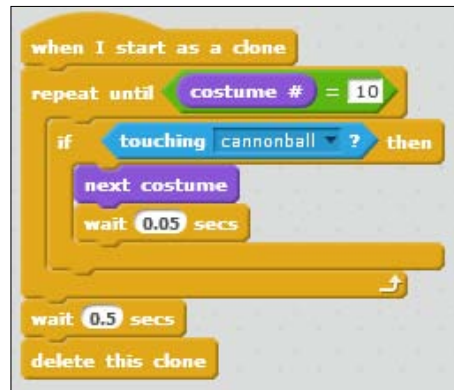 when I start as a clone
repeat until costume # = 10
if touching cannonball ? then
next costume
wait 0.05 secs
wait 0.5 secs
delete this clone